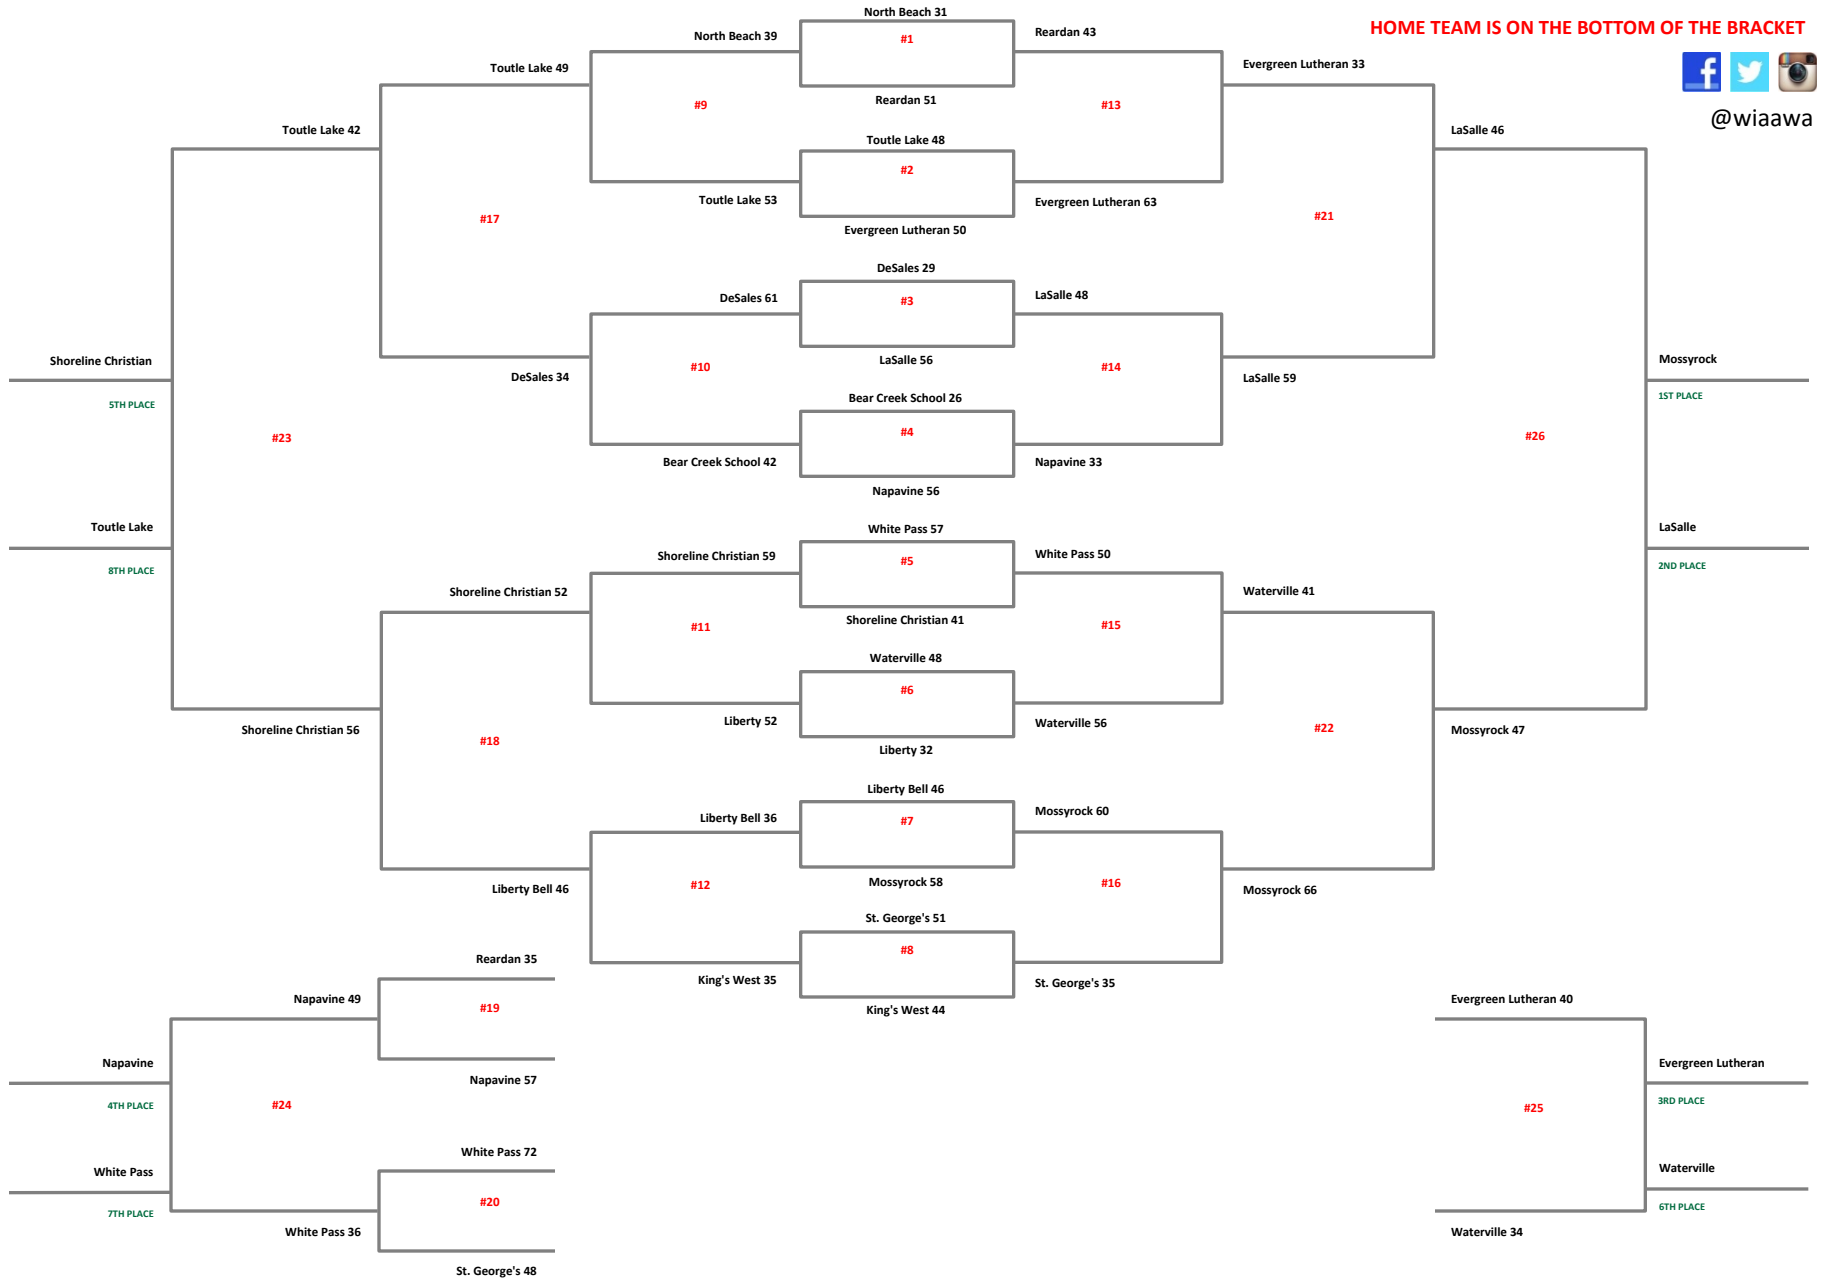 North Beach 31
HOME TEAM IS ON THE BOTTOM OF THE BRACKET
North Beach 39
#1
Reardan 43
Toutle Lake 49
Evergreen Lutheran 33
#9
Reardan 51
#13
@wiaawa
Toutle Lake 42
Toutle Lake 48
LaSalle 46
#2
Toutle Lake 53
Evergreen Lutheran 63
#17
#21
Evergreen Lutheran 50
DeSales 29
DeSales 61
#3
LaSalle 48
Shoreline Christian
LaSalle 56
Mossyrock
#10
#14
DeSales 34
LaSalle 59
5TH PLACE
Bear Creek School 26
1ST PLACE
#23
#4
#26
Bear Creek School 42
Napavine 33
Napavine 56
Toutle Lake
White Pass 57
LaSalle
Shoreline Christian 59
#5
White Pass 50
8TH PLACE
2ND PLACE
Shoreline Christian 52
Waterville 41
#11
Shoreline Christian 41
#15
Waterville 48
#6
Liberty 52
Waterville 56
Shoreline Christian 56
#18
#22
Mossyrock 47
Liberty 32
Liberty Bell 46
Liberty Bell 36
#7
Mossyrock 60
Liberty Bell 46
#12
Mossyrock 58
#16
Mossyrock 66
St. George's 51
Reardan 35
#8
King's West 35
St. George's 35
Napavine 49
#19
King's West 44
Evergreen Lutheran 40
Napavine
Evergreen Lutheran
Napavine 57
4TH PLACE
#24
#25
3RD PLACE
White Pass 72
White Pass
Waterville
#20
7TH PLACE
6TH PLACE
White Pass 36
Waterville 34
St. George's 48